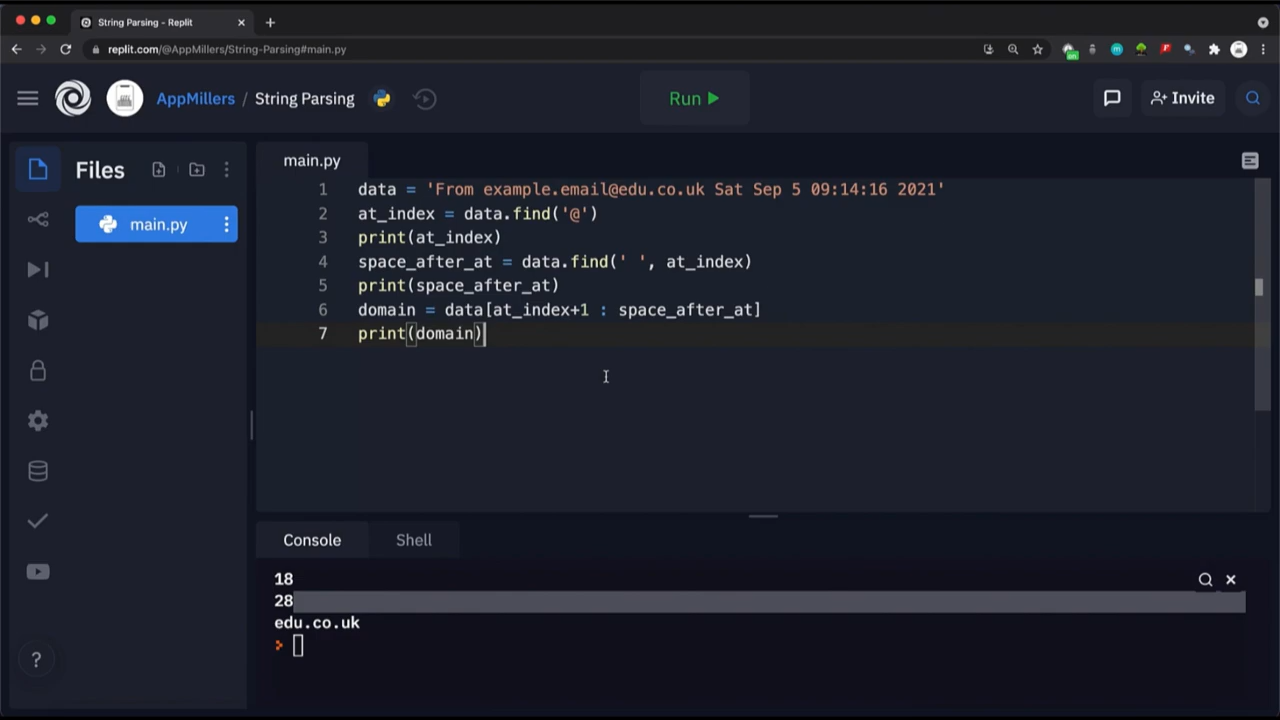 String Parsing - Replit
replit.com/@AppMillers/String-Parsing#main.py
AppMillers / String Parsing
Run
Invite
Files
main.py
main.py
1 data = 'From example.email@edu.co.uk Sat Sep 5 09:14:16 2021'
2 at_index = data.find('@')
3 print(at_index)
4 space_after_at = data.find(' ', at_index)
5 print(space_after_at)
6 domain = data[at_index+1 : space_after_at]
7 print(domain)
Console Shell
18
28
edu.co.uk
?